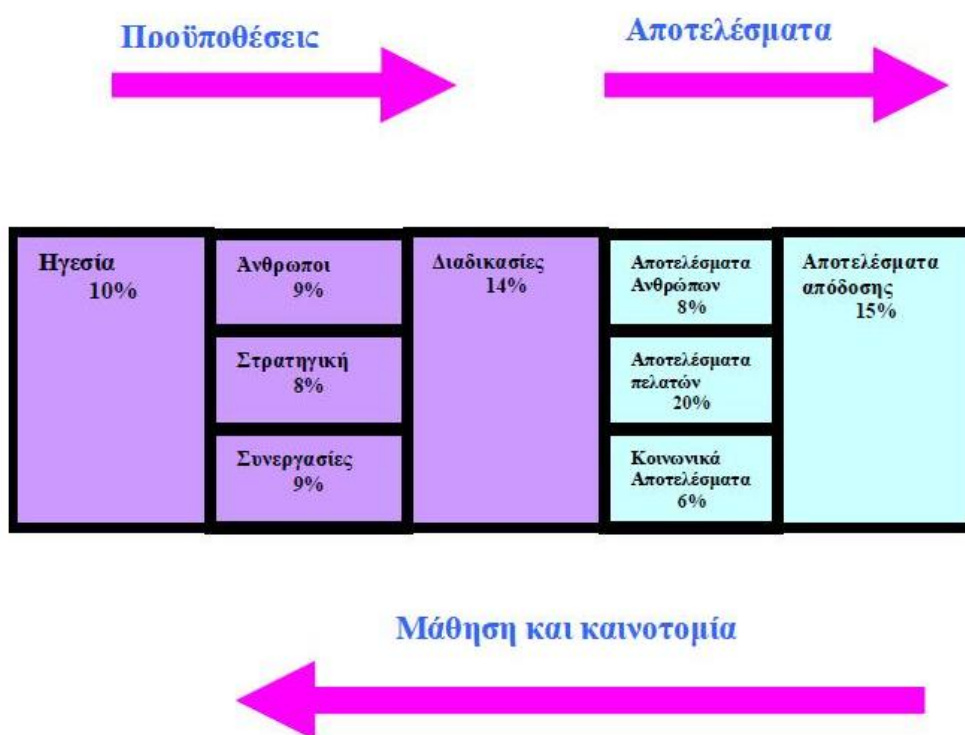 Προϋποθέσεις
Αποτελέσματα
Ηγεσία
10%
Άνθρωποι
9%
Στρατηγική
8%
Συνεργασίες
9%
Διαδικασίες
14%
Αποτελέσματα
Ανθρώπων
8%
Αποτελέσματα
πελατών
20%
Κοινωνικά
Αποτελέσματα
6%
Αποτελέσματα
απόδοσης
15%
Μάθηση και καινοτομία